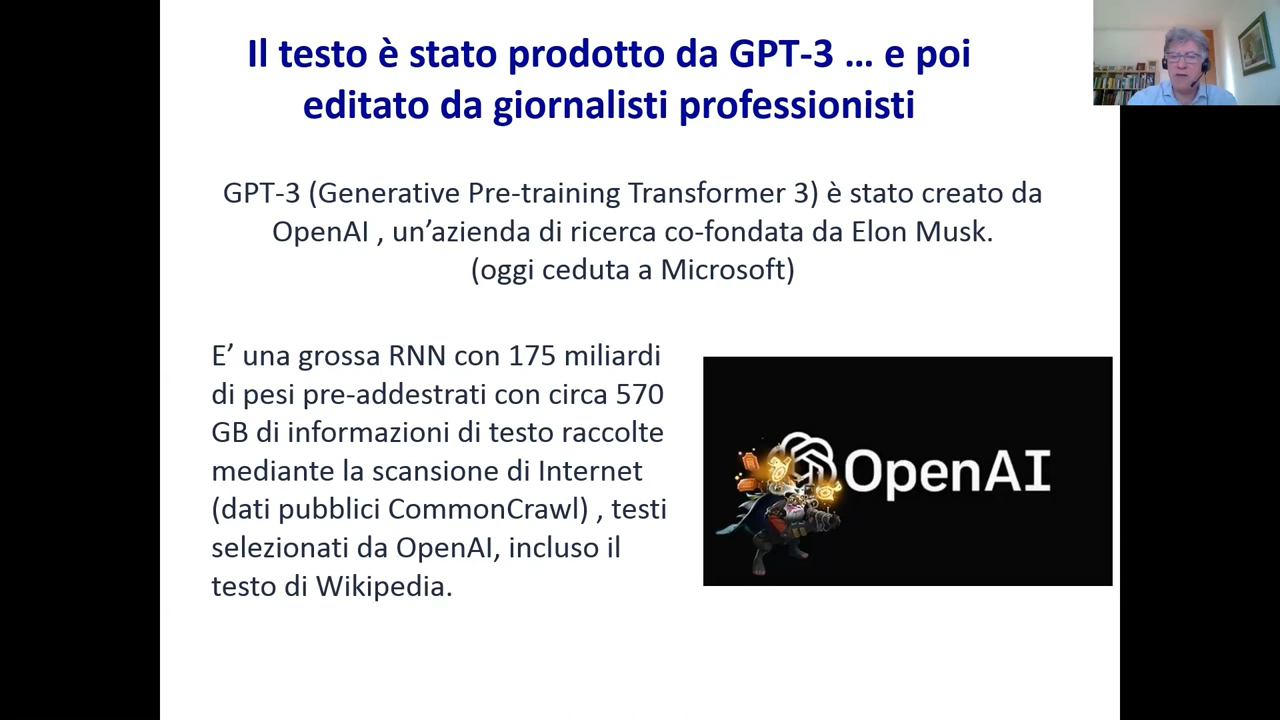 Il testo è stato prodotto da GPT-3 ... e poi
editato da giornalisti professionisti
GPT-3 (Generative Pre-training Transformer 3) è stato creato da
OpenAI , un’azienda di ricerca co-fondata da Elon Musk.
(oggi ceduta a Microsoft)
E’ una grossa RNN con 175 miliardi
di pesi pre-addestrati con circa 570
GB di informazioni di testo raccolte
mediante la scansione di Internet
(dati pubblici CommonCrawl) , testi
selezionati da OpenAI, incluso il
testo di Wikipedia.
OpenAI